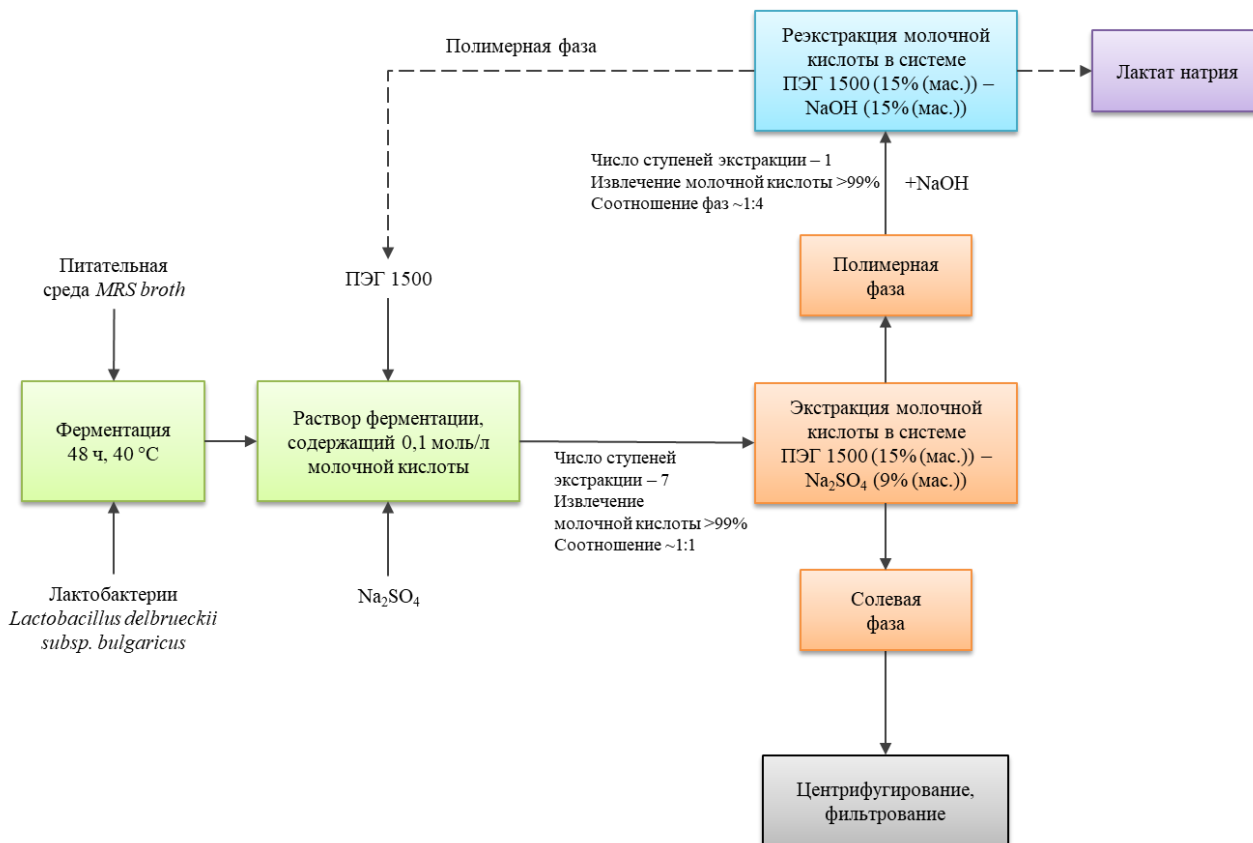 Полимерная фаза
Реэкстракция молочной
кислоты в системе
ПЭГ 1500 (15% (мас.)) –
NaOH (15% (мас.))
Лактат натрия
Число ступеней экстракции – 1
Извлечение молочной кислоты >99%
Соотношение фаз ~1:4
+NaOH
Полимерная
фаза
Питательная
среда MRS broth
ПЭГ 1500
Ферментация
48 ч, 40 °C
Раствор ферментации,
содержащий 0,1 моль/л
молочной кислоты
Число ступеней
экстракции – 7
Извлечение
молочной кислоты >99%
Соотношение ~1:1
Экстракция молочной
кислоты в системе
ПЭГ 1500 (15% (мас.)) –
Na₂SO₄ (9% (мас.))
Лактобактерии
Lactobacillus delbrueckii
subsp. bulgaricus
Na₂SO₄
Солевая
фаза
Центрифугирование,
фильтрование